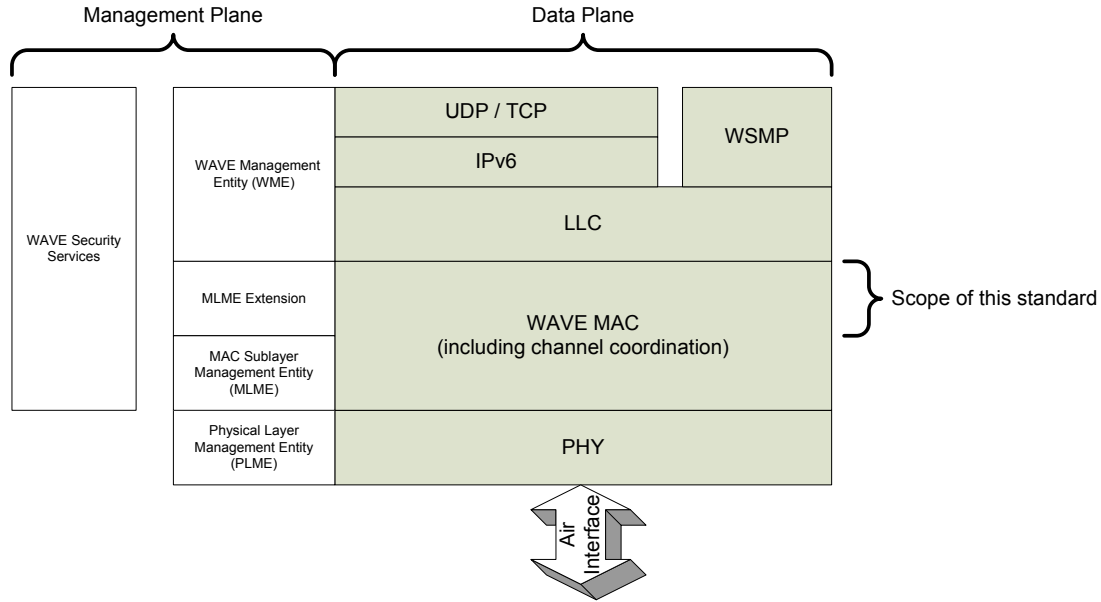 Management Plane
Data Plane
UDP / TCP
WSMP
IPv6
WAVE Management
Entity (WME)
LLC
WAVE Security
Services
MLME Extension
WAVE MAC
(including channel coordination)
Scope of this standard
MAC Sublayer
Management Entity
(MLME)
Physical Layer
Management Entity
(PLME)
PHY
Air
Interface